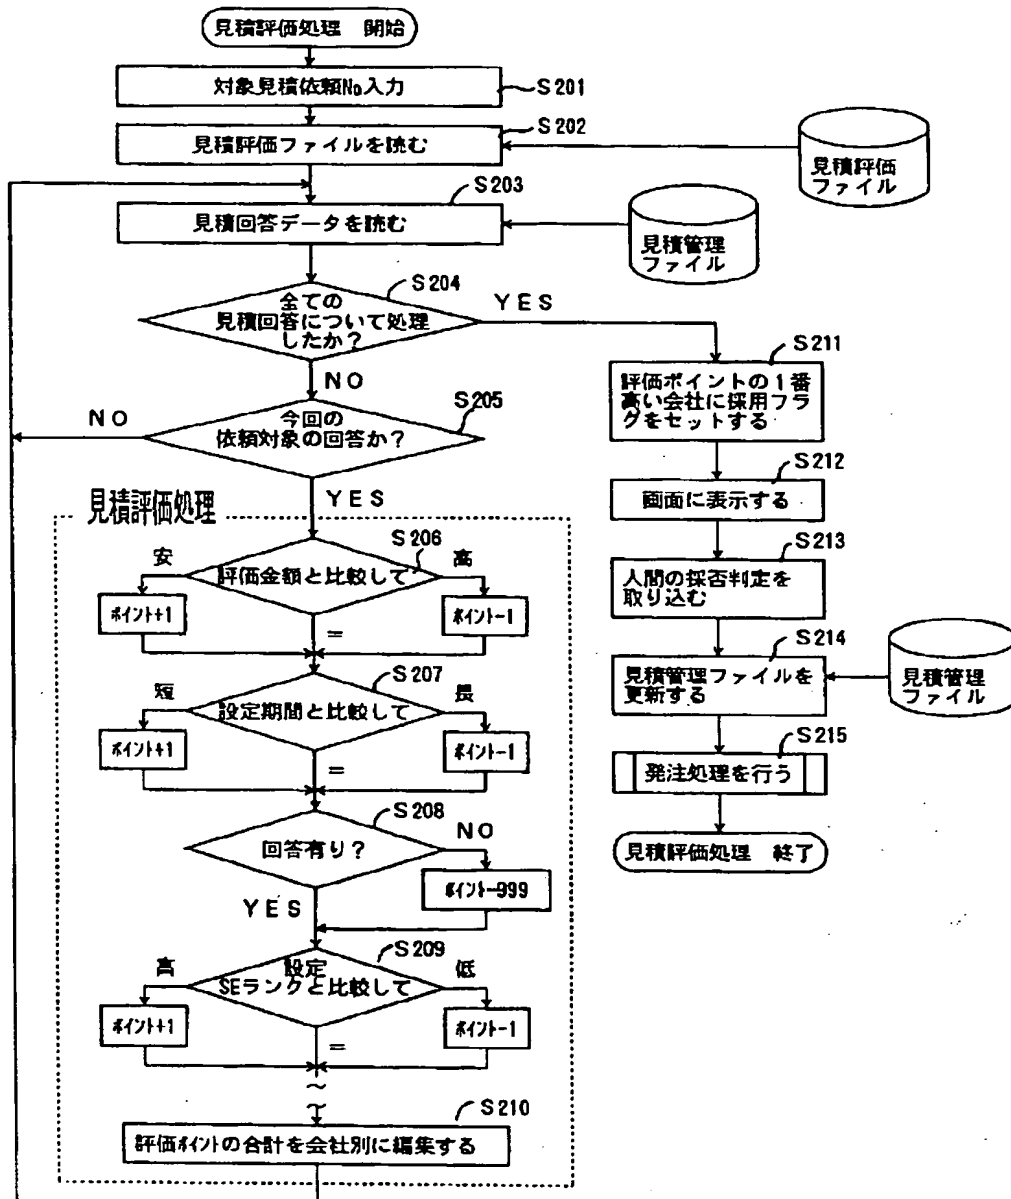 見積評価処理 開始
対象見積依頼No入力
S201
見積評価ファイルを読む
S202
見積評価
ファイル
見積回答データを読む
S203
見積管理
ファイル
全ての
見積回答について処理
したか？
S204
YES
NO
今回の
依頼対象の回答か？
S205
NO
YES
見積評価処理
評価金額と比較して
S206
安
高
ポイント+1
ポイント-1
=
設定期間と比較して
S207
短
長
ポイント+1
ポイント-1
=
回答有り？
S208
NO
ポイント-999
YES
設定
SEランクと比較して
S209
高
低
ポイント+1
ポイント-1
=
～
～
評価ポイントの合計を会社別に編集する
S210
S211
評価ポイントの１番
高い会社に採用フラ
グをセットする
S212
画面に表示する
S213
人間の採否判定を
取り込む
S214
見積管理ファイルを
更新する
見積管理
ファイル
S215
発注処理を行う
見積評価処理 終了